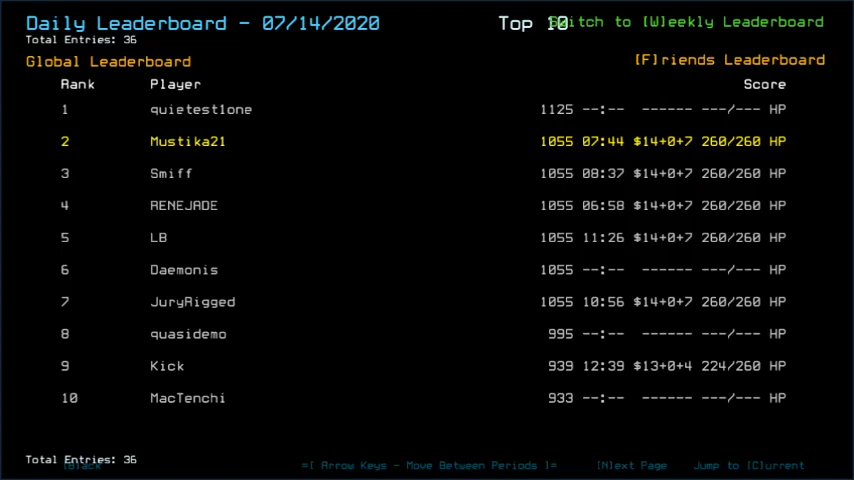 Daily Leaderboard - 07/14/2020 Top 10 Switch to [W]eekly Leaderboard
Total Entries: 36
Global Leaderboard [F]riends Leaderboard
Rank Player Score
1 quietest1one 1125 --:-- ------ ---/--- HP
2 Mustika21 1055 07:44 $14+0+7 260/260 HP
3 Smiff 1055 08:37 $14+0+7 260/260 HP
4 RENEJADE 1055 06:58 $14+0+7 260/260 HP
5 LB 1055 11:26 $14+0+7 260/260 HP
6 Daemonis 1055 --:-- ------ ---/--- HP
7 JuryRigged 1055 10:56 $14+0+7 260/260 HP
8 quasidemo 995 --:-- ------ ---/--- HP
9 Kick 939 12:39 $13+0+4 224/260 HP
10 MacTenchi 933 --:-- ------ ---/--- HP
Total Entries: 36
[B]ack =[ Arrow Keys - Move Between Periods ]= [N]ext Page Jump to [C]urrent